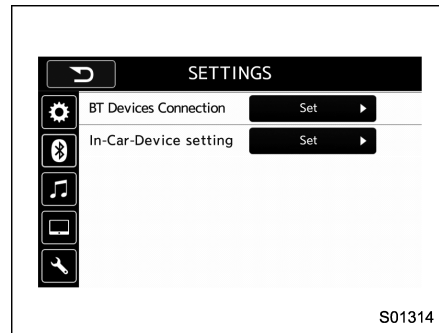 SETTINGS
BT Devices Connection Set
In-Car-Device setting Set
S01314